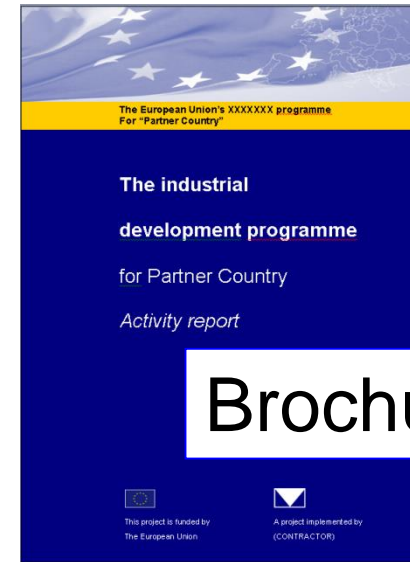 The European Union's XXXXXXX programme
For "Partner Country"
The industrial
development programme
for Partner Country
Activity report
Brochu
This project is funded by
The European Union
A project implemented by
(CONTRACTOR)